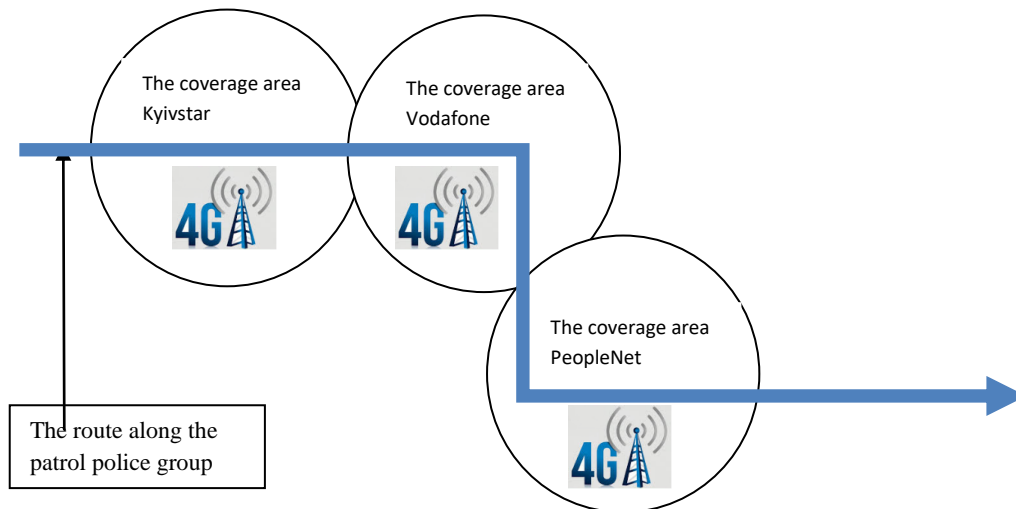 The coverage area
Kyivstar
The coverage area
Vodafone
4G
4G
The coverage area
PeopleNet
4G
The route along the
patrol police group